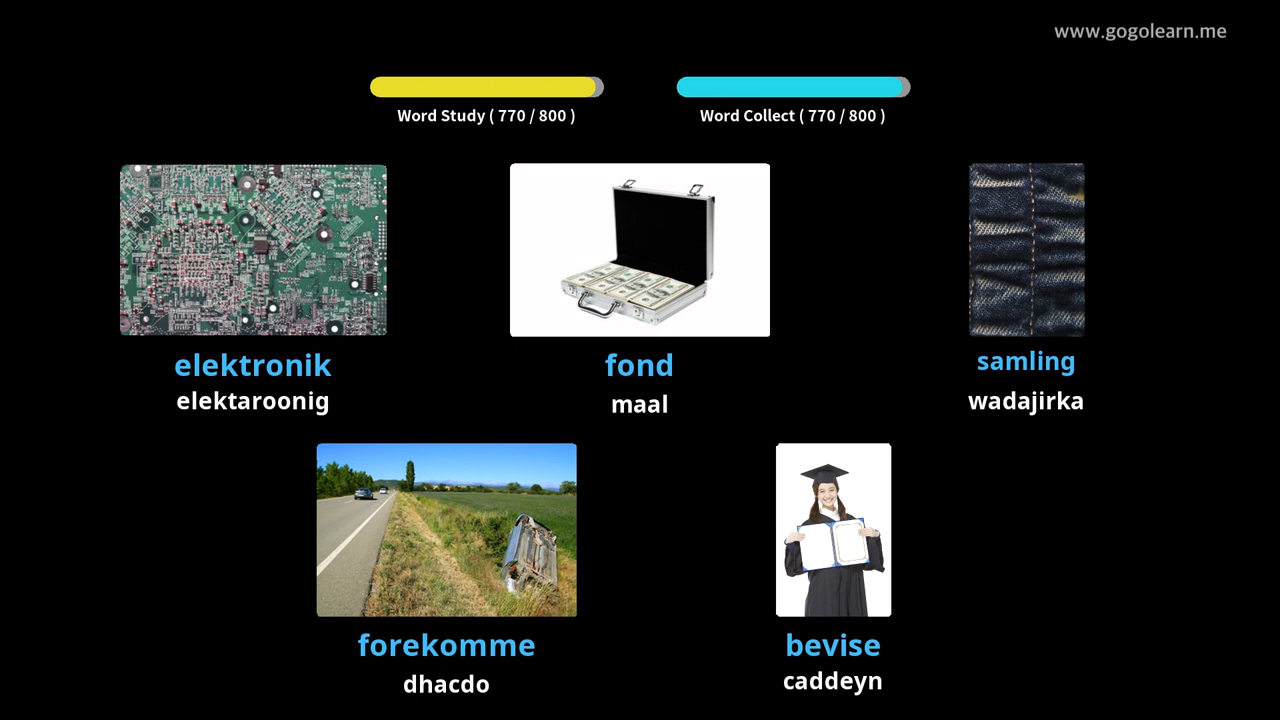 www.gogolearn.me
Word Study ( 770 / 800 )
Word Collect ( 770 / 800 )
elektronik
elektaroonig
fond
maal
samling
wadajirka
forekomme
dhacdo
bevise
caddeyn